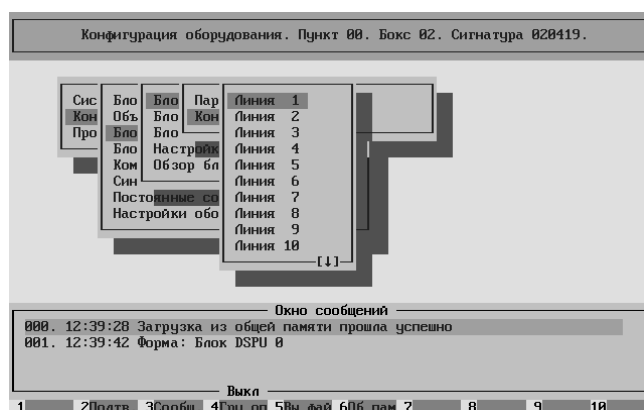 Конфигурация оборудования. Пункт 00. Бокс 02. Сигнатура 020419.
Сис Бло Бло Пар Линия 1
Кон Объ Бло Кон Линия 2
Про Бло Бло Линия 3
Бло Настройк Линия 4
Ком Обзор бл Линия 5
Син Линия 6
Постоянные со Линия 7
Настройки обо Линия 8
Линия 9
Линия 10
[↓]
Окно сообщений
000. 12:39:28 Загрузка из общей памяти прошла успешно
001. 12:39:42 Форма: Блок DSPU 0
Выкл
1 2Подтв 3Сообщ 4Гру оп 5Вы фай 6Об пам 7 8 9 10